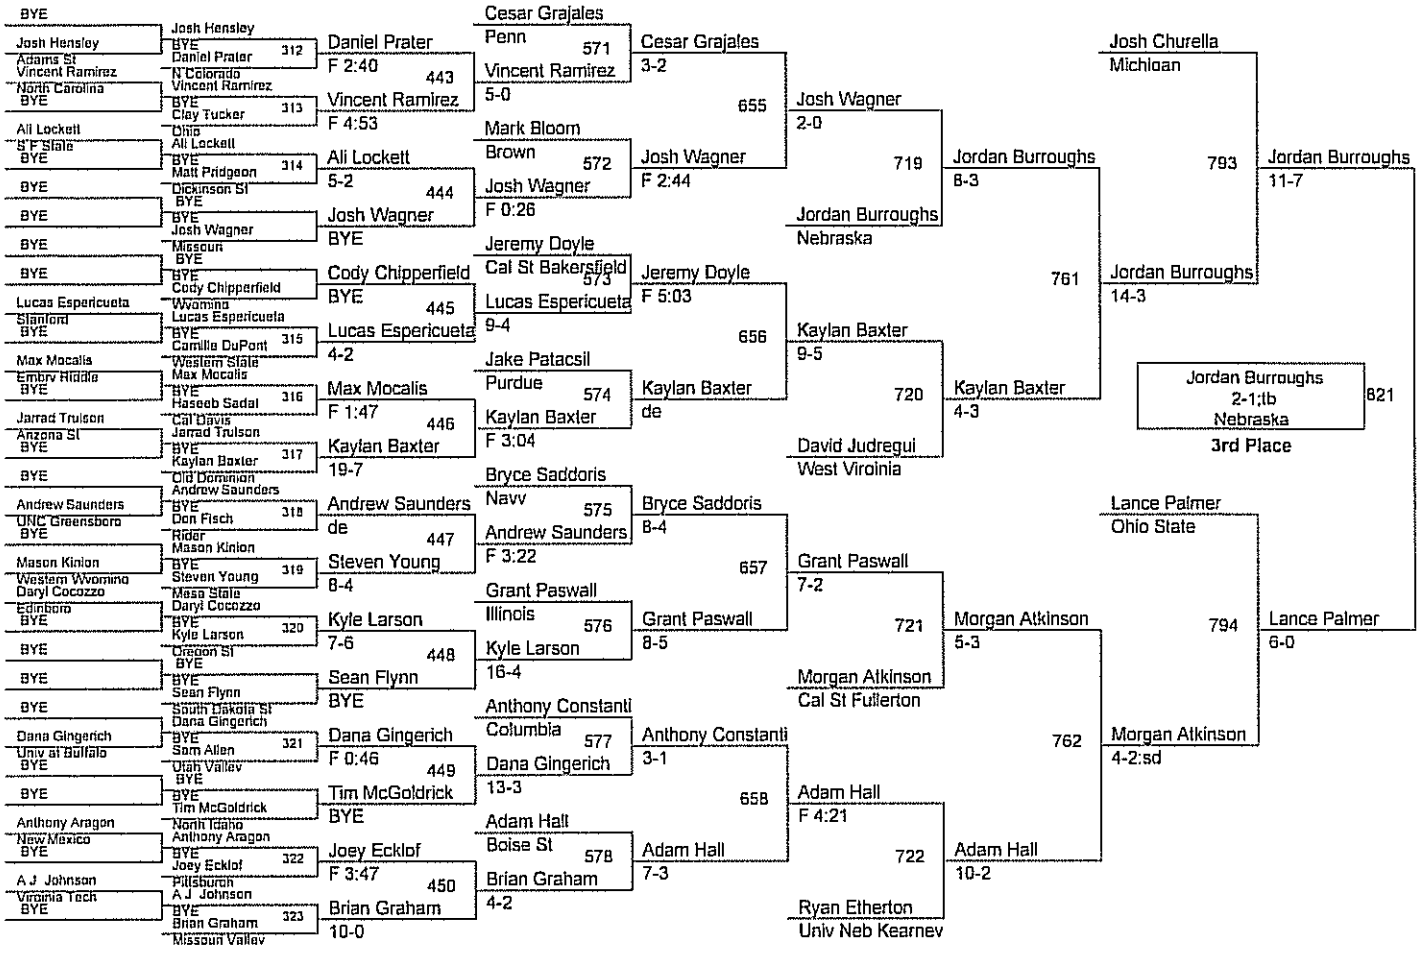 BYE
Josh Hensley
Adams St
Vincent Ramirez
North Carolina
BYE
Ali Lockett
S F State
BYE
BYE
BYE
BYE
BYE
Lucas Espericueta
Stanford
BYE
Max Mocalis
Embry Riddle
BYE
Jarrad Trulson
Arizona St
BYE
BYE
Andrew Saunders
UNC Greensboro
BYE
Mason Kinion
Western Wyoming
Daryl Cocozzo
Edinboro
BYE
BYE
BYE
BYE
Dana Gingerich
Univ at Buffalo
BYE
BYE
Anthony Aragon
New Mexico
BYE
A J Johnson
Virginia Tech
BYE
Josh Hensley
BYE
312
Daniel Prater
N Colorado
Vincent Ramirez
BYE
313
Clay Tucker
Ohio
Ali Lockett
BYE
314
Matt Pridgeon
Dickinson St
BYE
BYE
Josh Wagner
Missouri
BYE
BYE
Cody Chipperfield
Wyoming
Lucas Espericueta
BYE
315
Camille DuPont
Western State
Max Mocalis
BYE
316
Haseeb Sadal
Cal Davis
Jarrad Trulson
BYE
317
Kaylan Baxter
Old Dominion
Andrew Saunders
BYE
318
Don Fisch
Rider
Mason Kinion
BYE
319
Steven Young
Mesa State
Daryl Cocozzo
BYE
320
Kyle Larson
Oregon St
BYE
BYE
Sean Flynn
South Dakota St
Dana Gingerich
BYE
321
Sam Allen
Utah Valley
BYE
BYE
Tim McGoldrick
North Idaho
Anthony Aragon
BYE
322
Joey Ecklof
Pittsburgh
A J Johnson
BYE
323
Brian Graham
Missouri Valley
Daniel Prater
F 2:40
443
Vincent Ramirez
F 4:53
Ali Lockett
5-2
444
Josh Wagner
BYE
Cody Chipperfield
BYE
445
Lucas Espericueta
4-2
Max Mocalis
F 1:47
446
Kaylan Baxter
19-7
Andrew Saunders
de
447
Steven Young
8-4
Kyle Larson
7-6
448
Sean Flynn
BYE
Dana Gingerich
F 0:46
449
Tim McGoldrick
BYE
Joey Ecklof
F 3:47
450
Brian Graham
10-0
Cesar Grajales
Penn
571
Vincent Ramirez
5-0
Mark Bloom
Brown
572
Josh Wagner
F 0:26
Jeremy Doyle
Cal St Bakersfield
573
Lucas Espericueta
9-4
Jake Patacsil
Purdue
574
Kaylan Baxter
F 3:04
Bryce Saddoris
Navy
575
Andrew Saunders
F 3:22
Grant Paswall
Illinois
576
Kyle Larson
16-4
Anthony Constanti
Columbia
577
Dana Gingerich
13-3
Adam Hall
Boise St
578
Brian Graham
4-2
Cesar Grajales
3-2
655
Josh Wagner
F 2:44
Jeremy Doyle
F 5:03
656
Kaylan Baxter
de
Bryce Saddoris
8-4
657
Grant Paswall
8-5
Anthony Constanti
3-1
658
Adam Hall
7-3
Josh Wagner
2-0
719
Jordan Burroughs
Nebraska
Kaylan Baxter
9-5
720
David Judregui
West Virginia
Grant Paswall
7-2
721
Morgan Atkinson
Cal St Fullerton
Adam Hall
F 4:21
722
Ryan Etherton
Univ Neb Kearney
Jordan Burroughs
8-3
761
Kaylan Baxter
4-3
Morgan Atkinson
5-3
762
Adam Hall
10-2
Josh Churella
Michigan
793
Jordan Burroughs
14-3
Lance Palmer
Ohio State
794
Morgan Atkinson
4-2:sd
Jordan Burroughs
11-7
Lance Palmer
6-0
Jordan Burroughs
2-1;tb
Nebraska
821
3rd Place